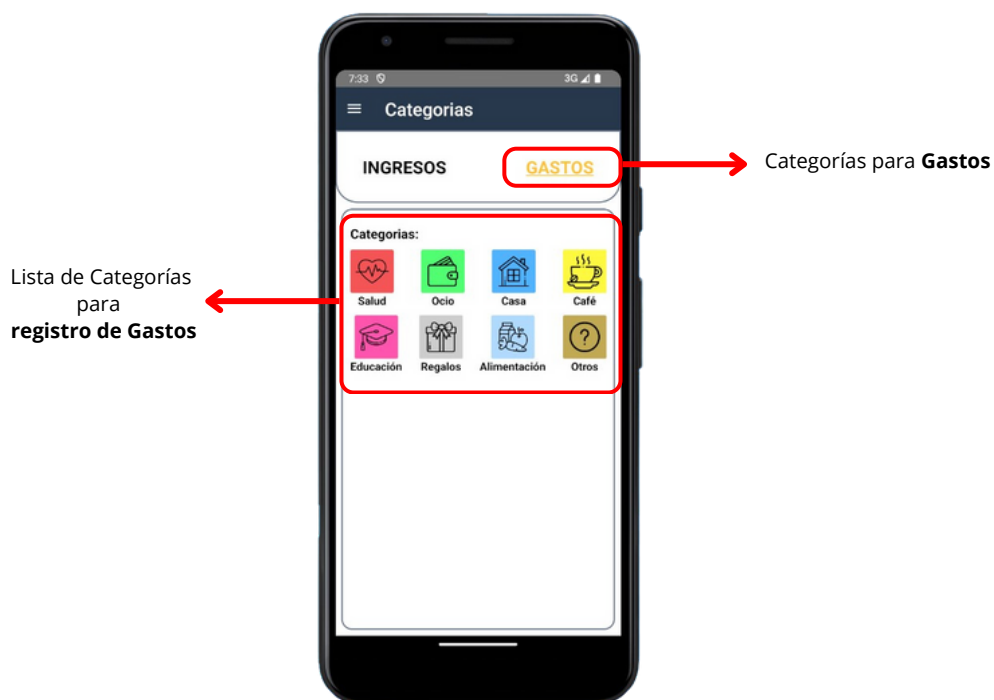 7:33
3G
Categorias
INGRESOS
GASTOS
Categorías para Gastos
Categorias:
Salud
Ocio
Casa
Café
Educación
Regalos
Alimentación
?
Otros
Lista de Categorías
para
registro de Gastos